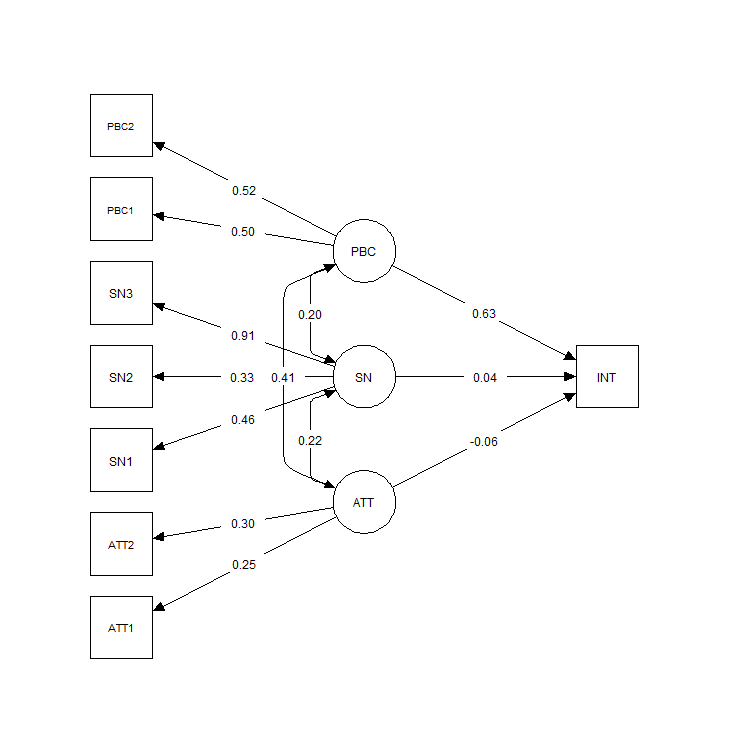 PBC2
0.52
PBC1
0.50
PBC
SN3
0.20
0.63
0.91
SN2
0.33
0.41
SN
0.04
INT
SN1
0.46
0.22
-0.06
ATT
ATT2
0.30
0.25
ATT1